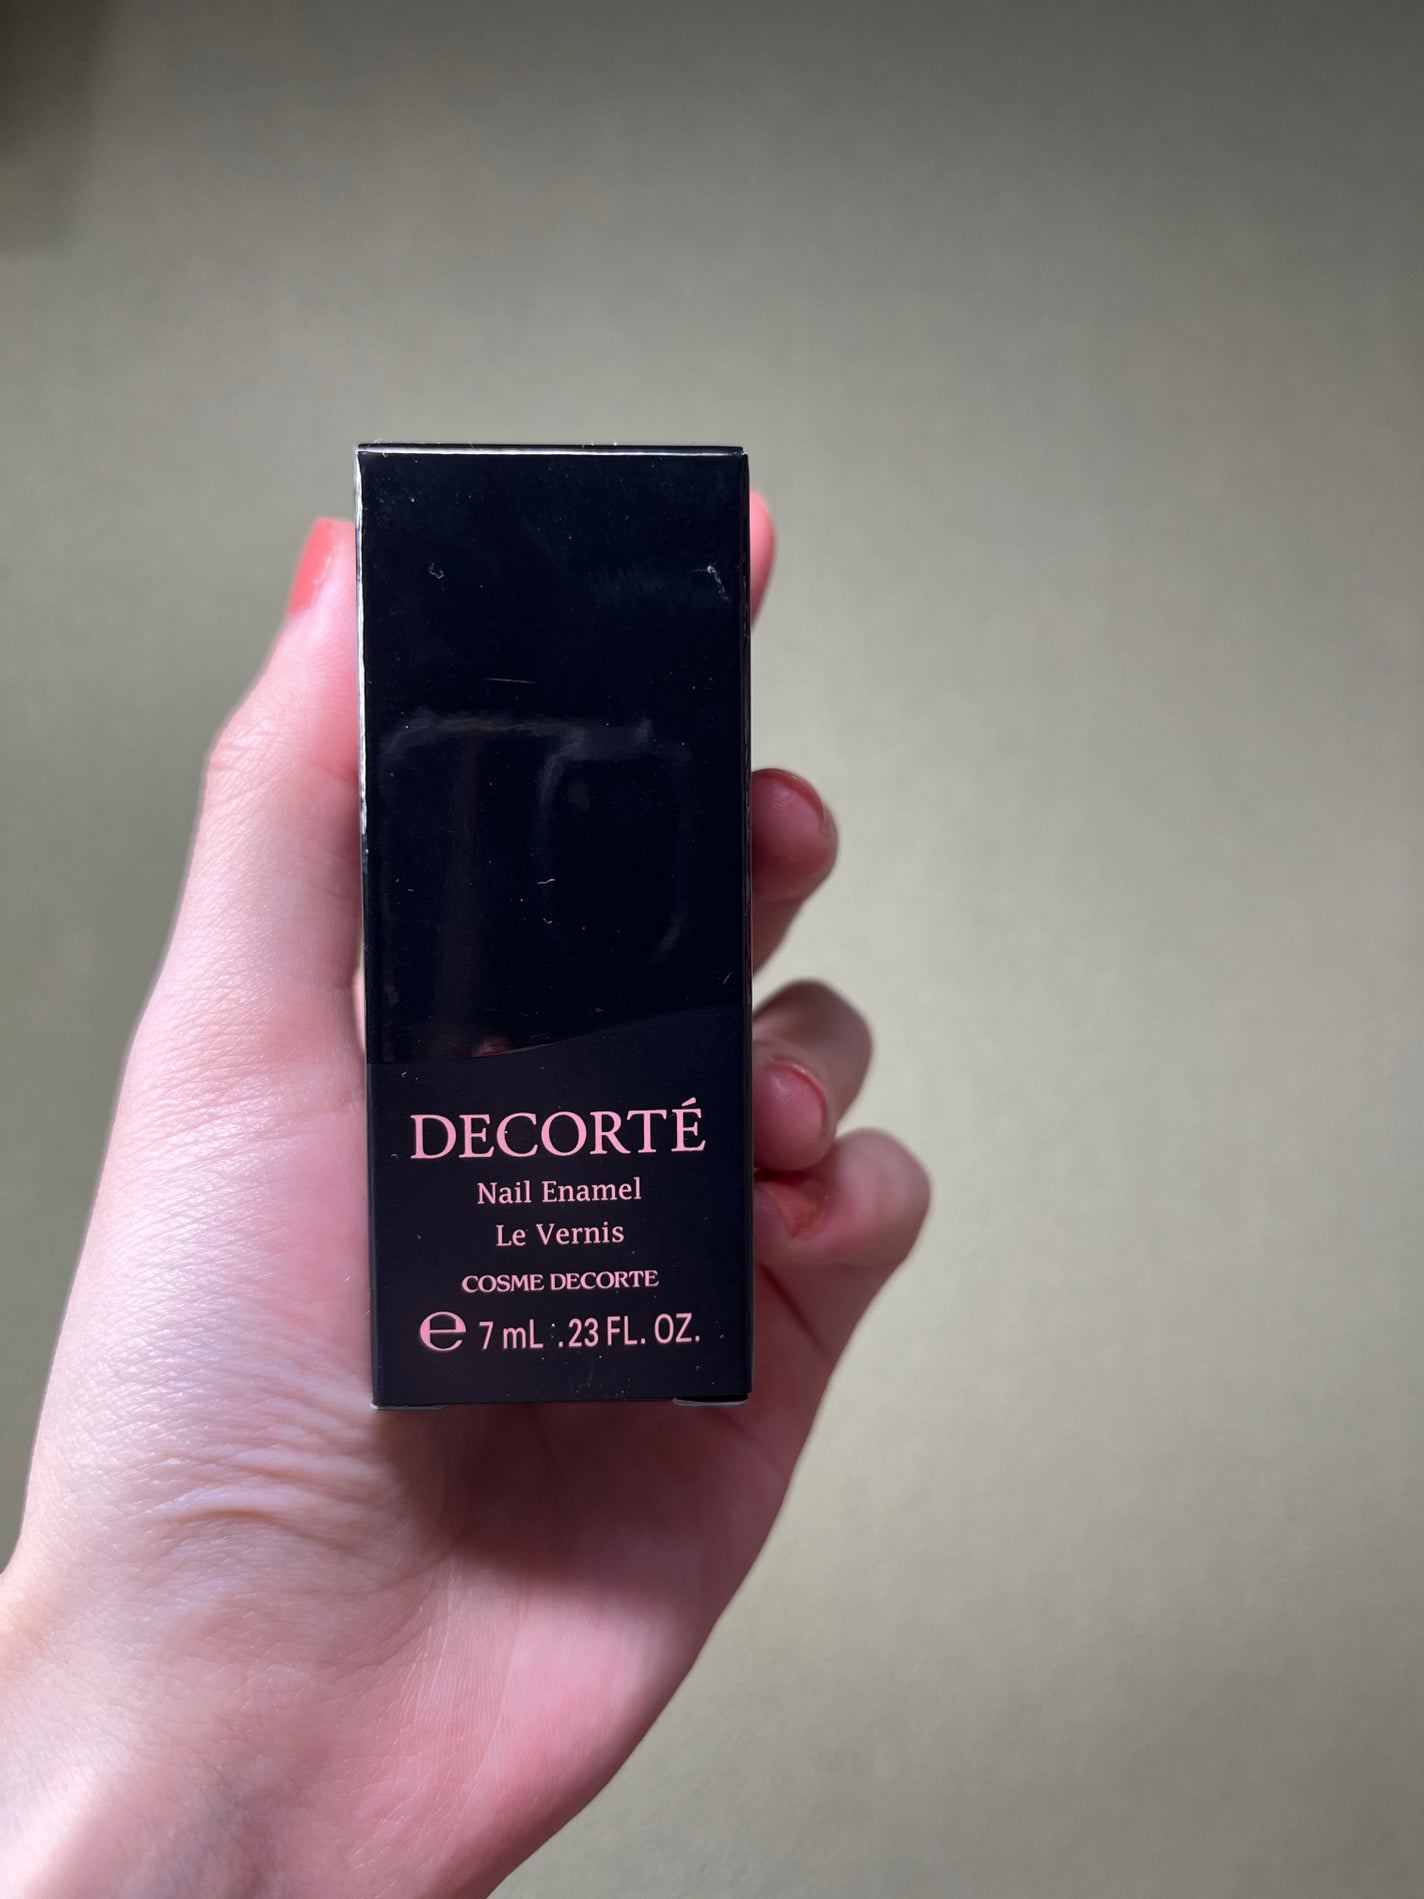 DECORTÉ
Nail Enamel
Le Vernis
COSME DECORTE
℮ 7 mL .23 FL. OZ.